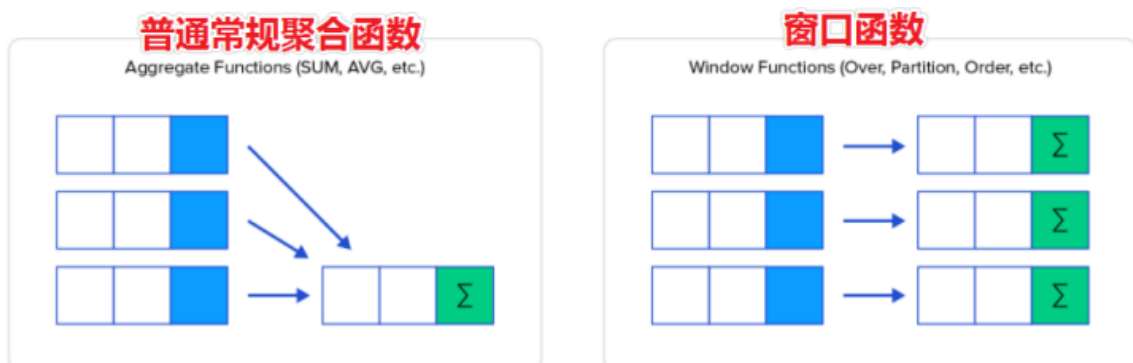 普通常规聚合函数
Aggregate Functions (SUM, AVG, etc.)
Σ
窗口函数
Window Functions (Over, Partition, Order, etc.)
Σ
Σ
Σ